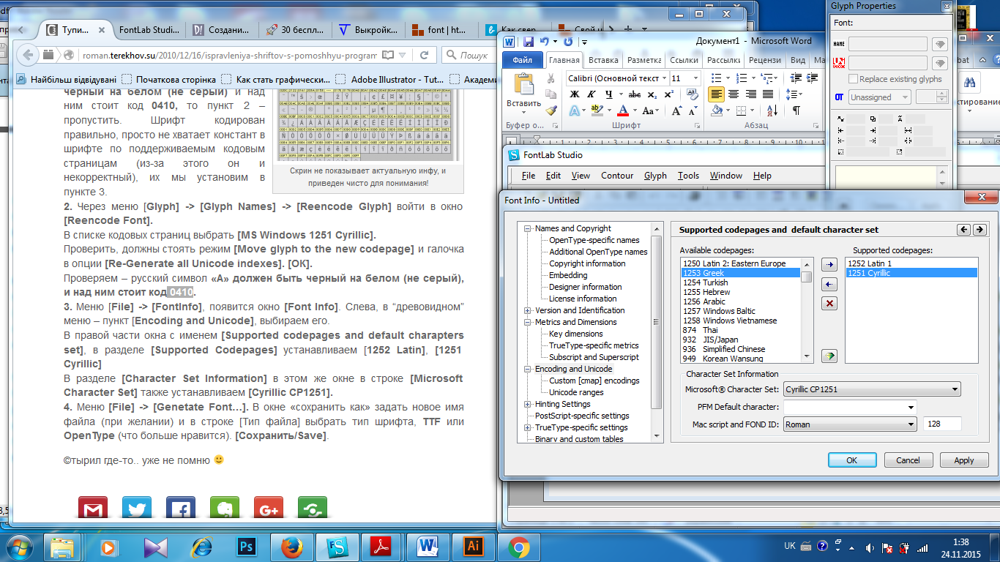 Тупи...
FontLab Studi...
Создани...
30 беспл...
Выкройк...
font | ht...
Как свер...
Свой ш
roman.terekhov.su/2010/12/16/ispravleniya-shriftov-s-pomoshhyu-program
Пошук
Найбільш відвідувані
Початкова сторінка
Как стать графически...
Adobe Illustrator - Tut...
Академи
черный на белом (не серый) и над
ним стоит код 0410, то пункт 2 –
пропустить. Шрифт кодирован
правильно, просто не хватает констант в
шрифте по поддерживаемым кодовым
страницам (из-за этого он и
некорректный), их мы установим в
пункте 3.
Скрин не показывает актуальную инфу, и
приведен чисто для понимания!
2. Через меню [Glyph] -> [Glyph Names] -> [Reencode Glyph] войти в окно
[Reencode Font].
В списке кодовых страниц выбрать [MS Windows 1251 Cyrillic].
Проверить, должны стоять режим [Move glyph to the new codepage] и галочка
в опции [Re-Generate all Unicode indexes]. [OK].
Проверяем – русский символ «А» должен быть черный на белом (не серый),
и над ним стоит код 0410.
3. Меню [File] -> [FontInfo], появится окно [Font Info]. Слева, в “древовидном”
меню – пункт [Encoding and Unicode], выбираем его.
В правой части окна с именем [Supported codepages and default charapters
set], в разделе [Supported Codepages] устанавливаем [1252 Latin], [1251
Cyrillic]
В разделе [Character Set Information] в этом же окне в строке [Microsoft
Character Set] также устанавливаем [Cyrillic CP1251].
4. Меню [File] -> [Genetate Font…]. В окне «сохранить как» задать новое имя
файла (при желании) и в строке [Тип файла] выбрать тип шрифта, TTF или
OpenType (что больше нравится). [Сохранить/Save].
©тырил где-то.. уже не помню
Документ1 - Microsoft Word
Файл
Главная
Вставка
Разметка
Ссылки
Рассылки
Рецензи
Вид
Мак
bat
Вставить
Calibri (Основной текст
11
Ж К Ч abc x₂ x²
Буфер о...
Шрифт
Абзац
Glyph Properties
Font:
NAME
Replace existing glyphs
Unassigned
FontLab Studio
File Edit View Contour Glyph Tools Window Help
Font Info - Untitled
Names and Copyright
OpenType-specific names
Additional OpenType names
Copyright information
Embedding
Designer information
License information
Version and Identification
Metrics and Dimensions
Key dimensions
TrueType-specific metrics
Subscript and Superscript
Encoding and Unicode
Custom [cmap] encodings
Unicode ranges
Hinting Settings
PostScript-specific settings
TrueType-specific settings
Binary and custom tables
Supported codepages and default character set
Available codepages:
1250 Latin 2: Eastern Europe
1253 Greek
1254 Turkish
1255 Hebrew
1256 Arabic
1257 Windows Baltic
1258 Windows Vietnamese
874 Thai
932 JIS/Japan
936 Simplified Chinese
949 Korean Wansung
Supported codepages:
1252 Latin 1
1251 Cyrillic
Character Set Information
Microsoft® Character Set:
Cyrillic CP1251
PFM Default character:
Mac script and FOND ID:
Roman
128
OK
Cancel
Apply
UK
1:38
24.11.2015